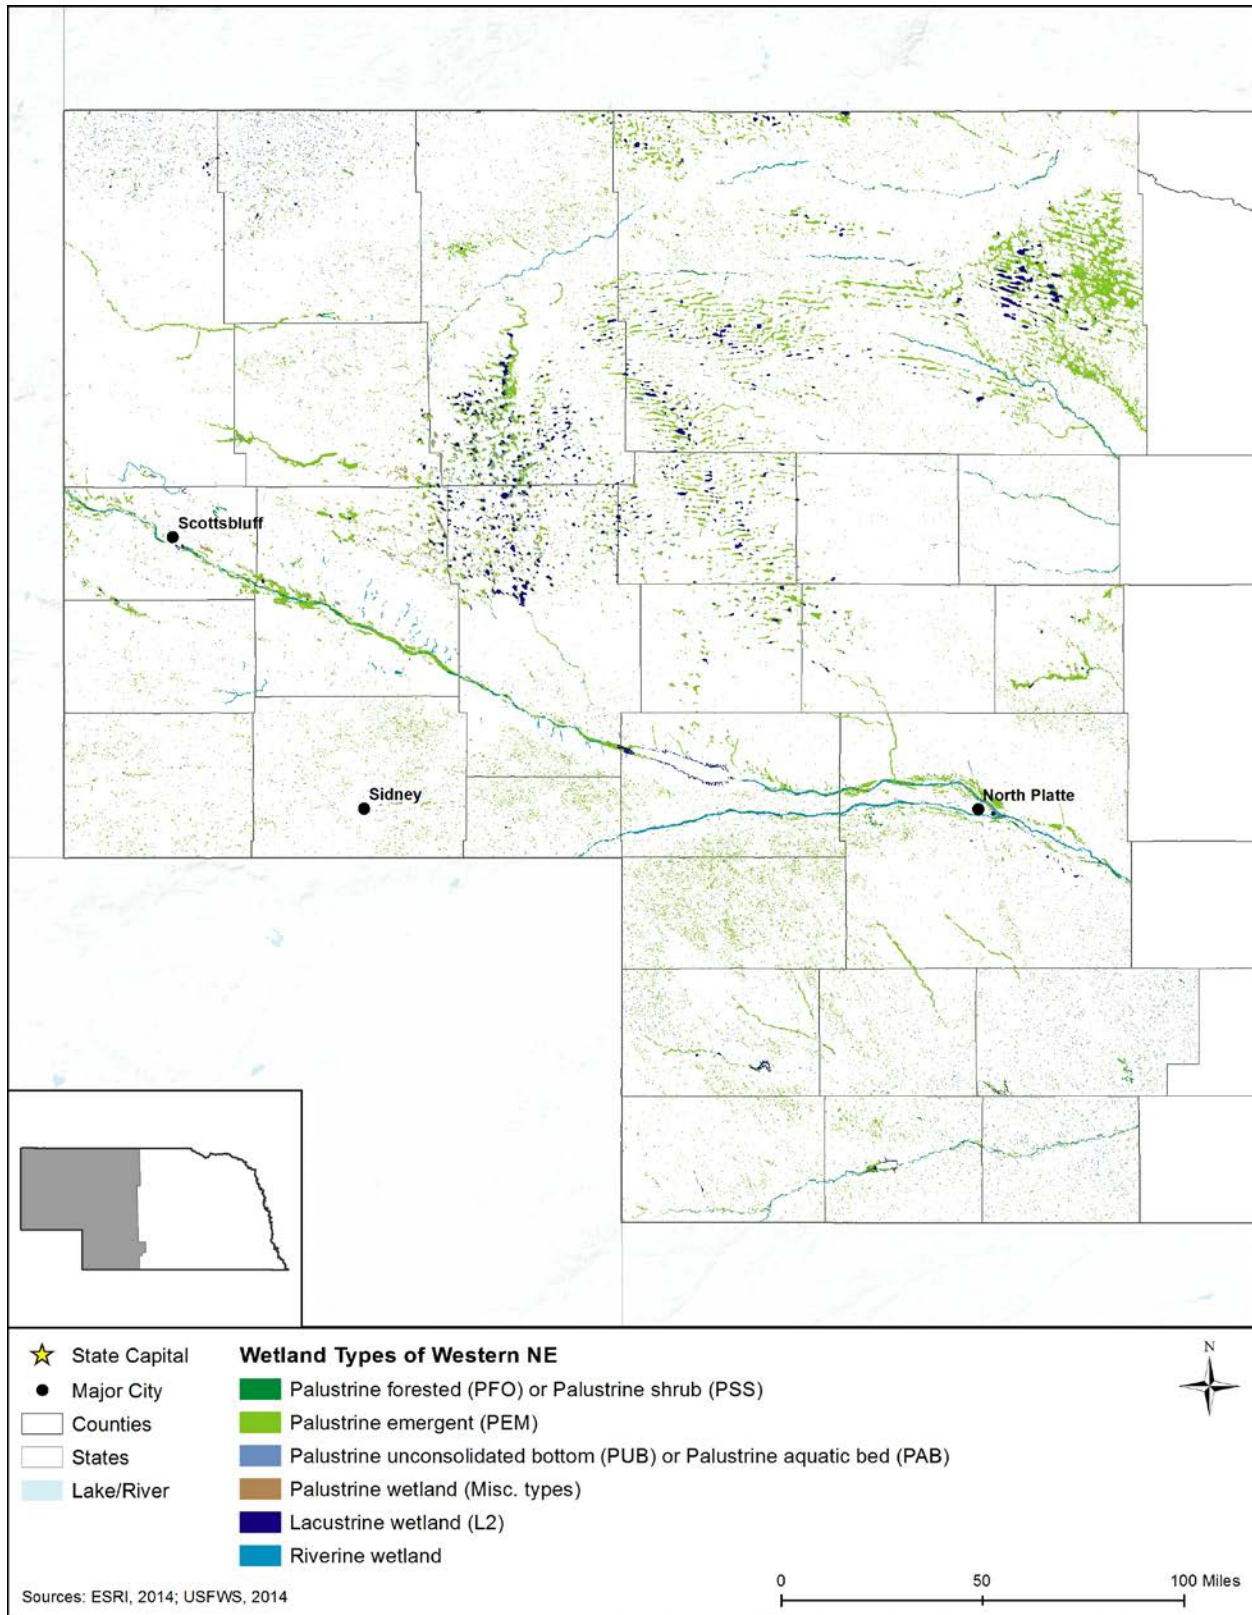 Scottsbluff
Sidney
North Platte
State Capital
Major City
Counties
States
Lake/River
Wetland Types of Western NE
Palustrine forested (PFO) or Palustrine shrub (PSS)
Palustrine emergent (PEM)
Palustrine unconsolidated bottom (PUB) or Palustrine aquatic bed (PAB)
Palustrine wetland (Misc. types)
Lacustrine wetland (L2)
Riverine wetland
N
Sources: ESRI, 2014; USFWS, 2014
0 50 100 Miles